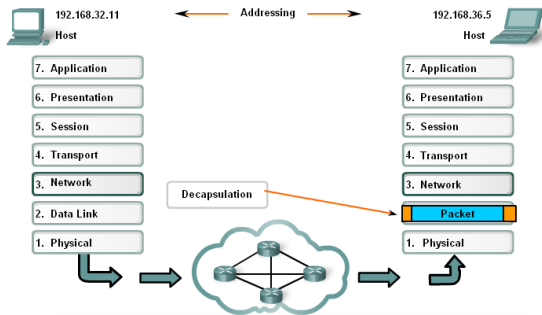 192.168.32.11
Addressing
192.168.36.5
Host
Host
7. Application
6. Presentation
5. Session
4. Transport
3. Network
2. Data Link
1. Physical
Decapsulation
7. Application
6. Presentation
5. Session
4. Transport
3. Network
Packet
1. Physical